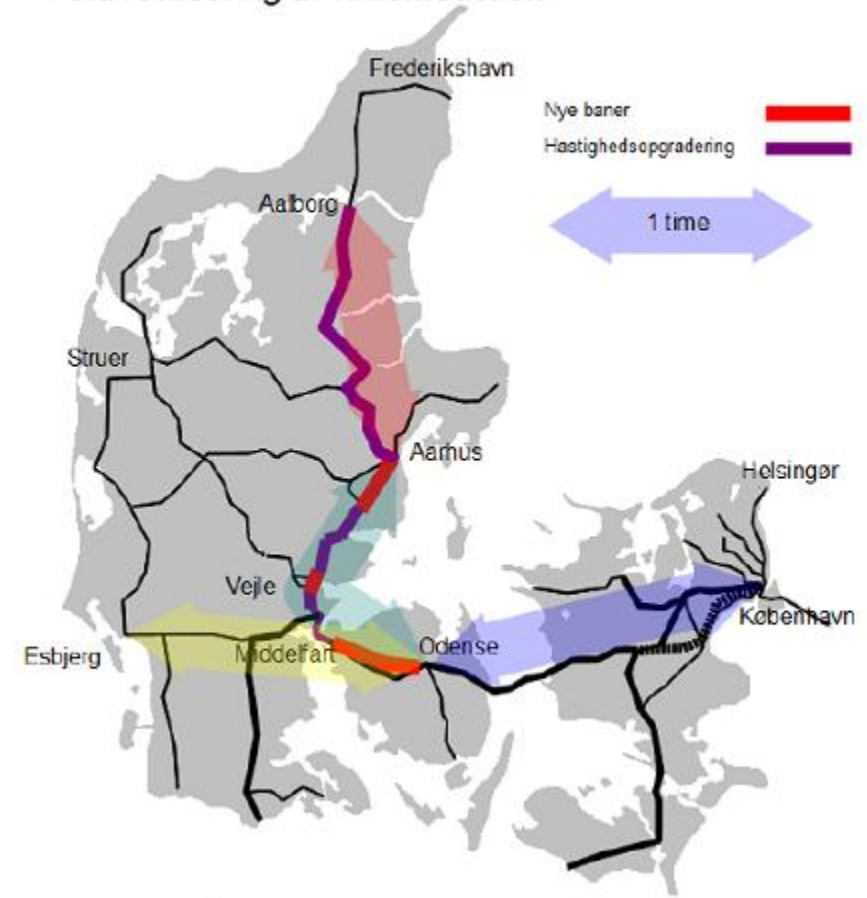 Frederikshavn
Nye baner
Hastighedsopgradering
1 time
Aalborg
Struer
Aarhus
Helsingør
Vejle
København
Esbjerg
Middelfart
Odense